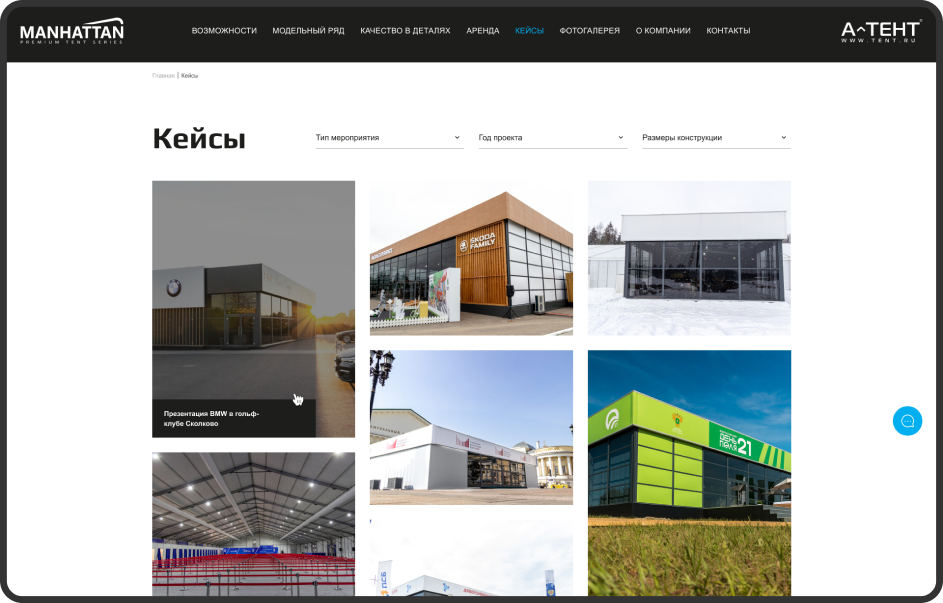 MANHATTAN
PREMIUM TENT SERIES
ВОЗМОЖНОСТИ МОДЕЛЬНЫЙ РЯД КАЧЕСТВО В ДЕТАЛЯХ АРЕНДА КЕЙСЫ ФОТОГАЛЕРЕЯ О КОМПАНИИ КОНТАКТЫ
А^ТЕНТ
WWW.TENT.RU
Главная | Кейсы
Кейсы
Тип мероприятия
Год проекта
Размеры конструкции
ŠKODA
FAMILY
Презентация BMW в гольф-
клубе Сколково
ДЕНЬ
ПОЛЯ 21
ПСБ